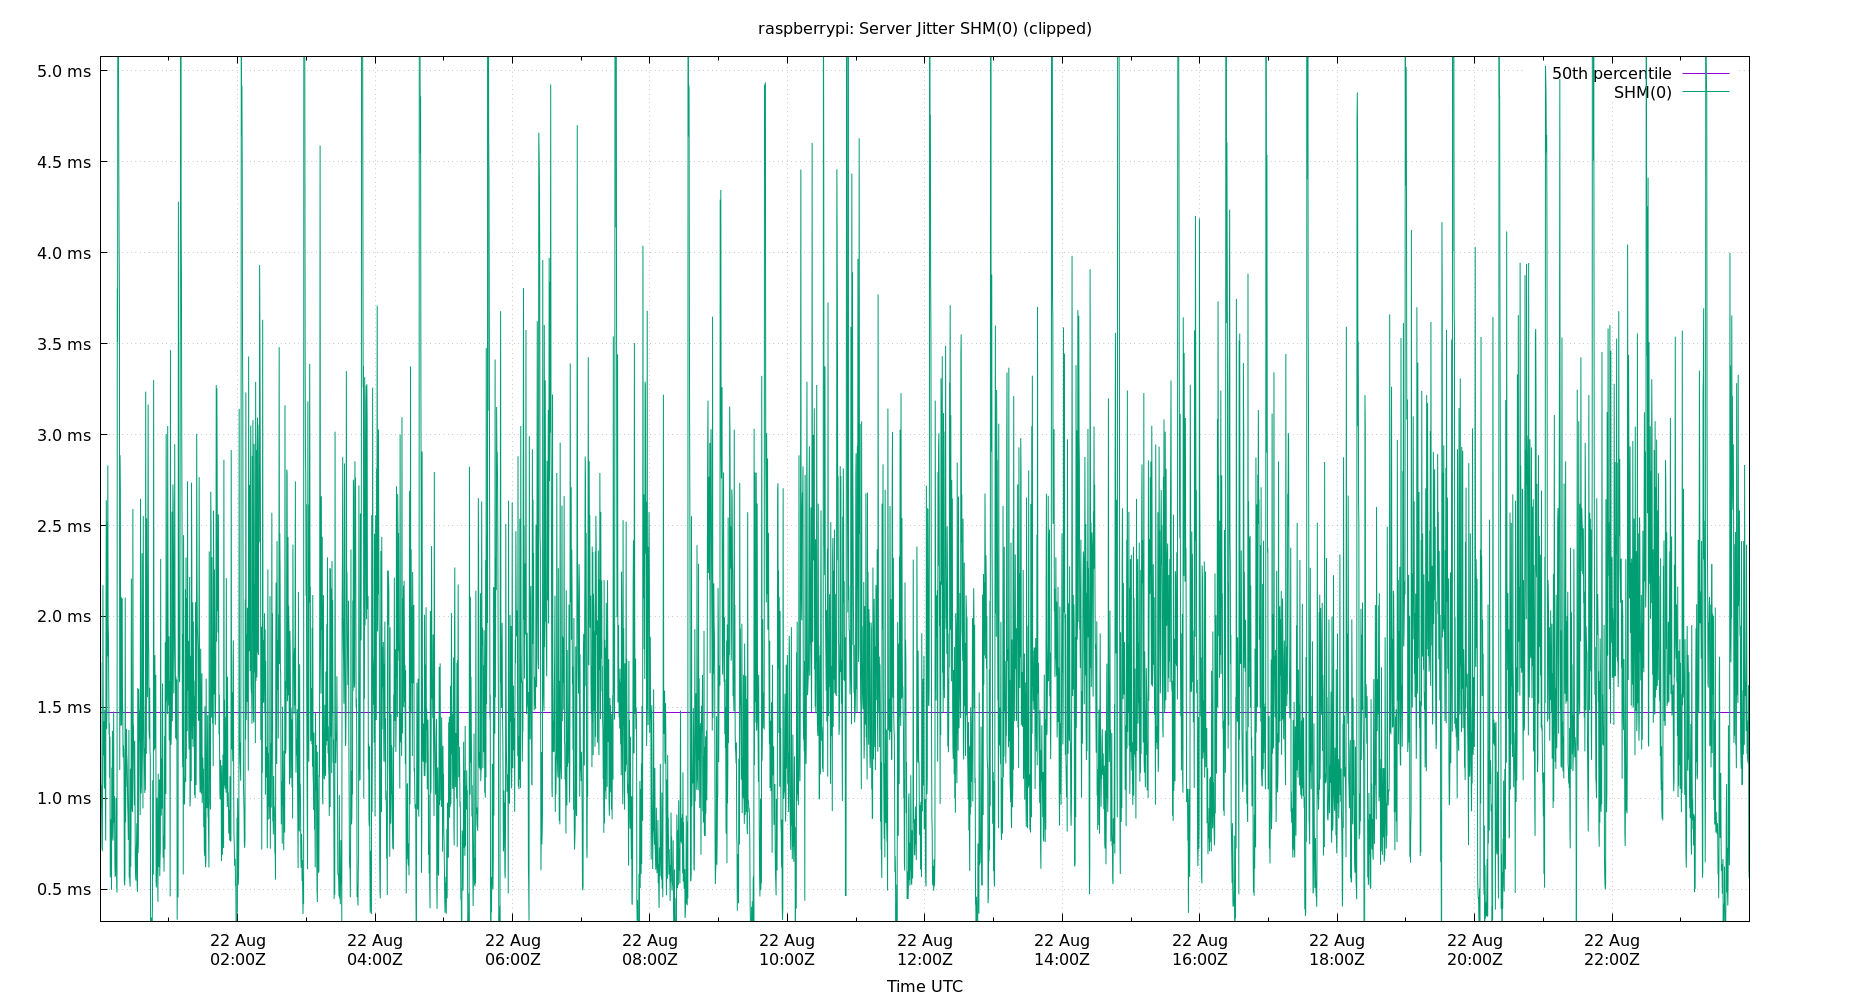 raspberrypi: Server Jitter SHM(0) (clipped)
50th percentile
SHM(0)
5.0 ms
4.5 ms
4.0 ms
3.5 ms
3.0 ms
2.5 ms
2.0 ms
1.5 ms
1.0 ms
0.5 ms
22 Aug 22 Aug 22 Aug 22 Aug 22 Aug 22 Aug 22 Aug 22 Aug 22 Aug 22 Aug 22 Aug
02:00Z 04:00Z 06:00Z 08:00Z 10:00Z 12:00Z 14:00Z 16:00Z 18:00Z 20:00Z 22:00Z
Time UTC